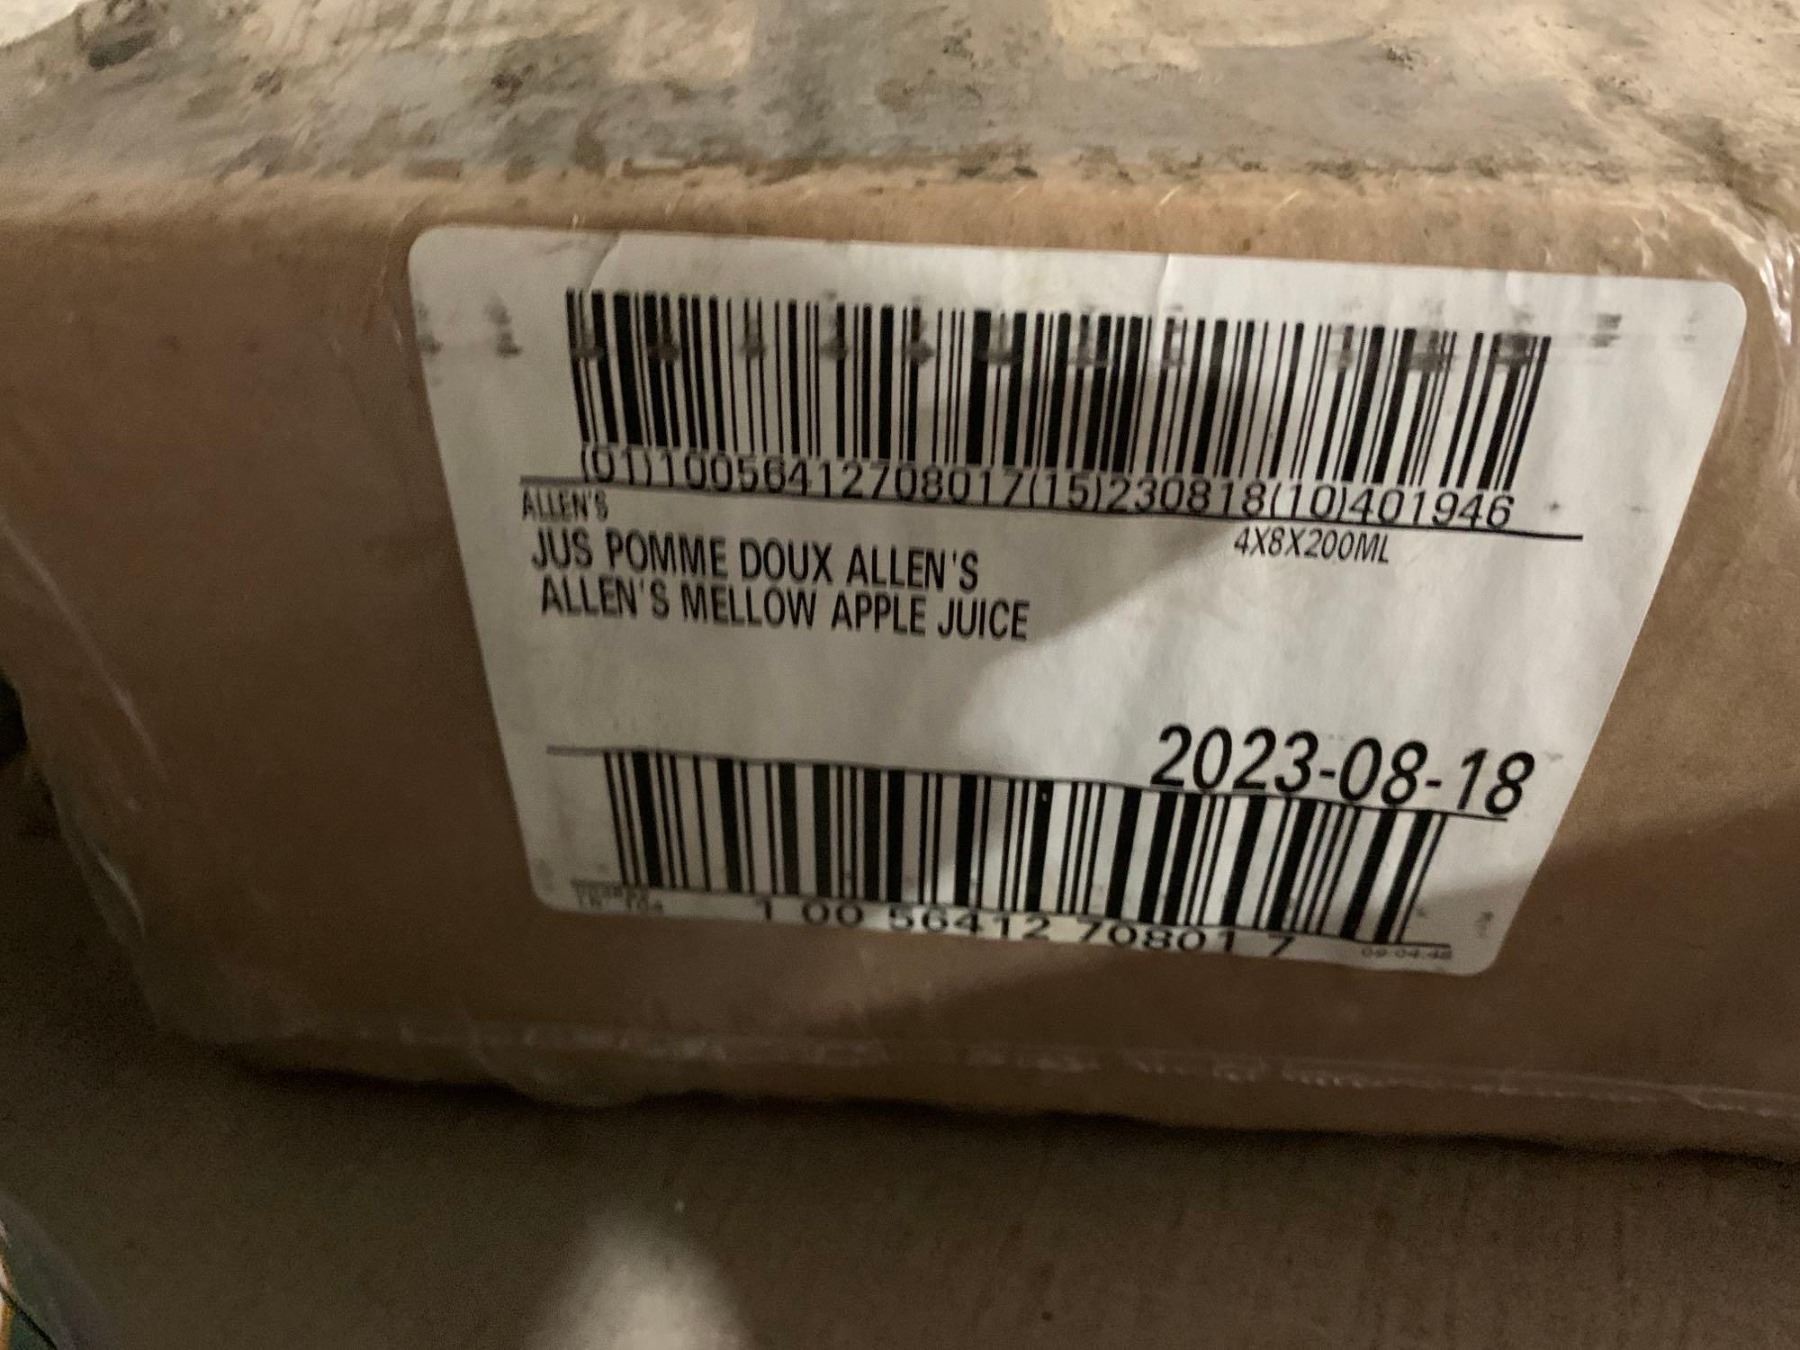 (01)10056412708017(15)230818(10)401946
ALLEN'S
4X8X200ML
JUS POMME DOUX ALLEN'S
ALLEN'S MELLOW APPLE JUICE
2023-08-18
1 00 56412 70801 7